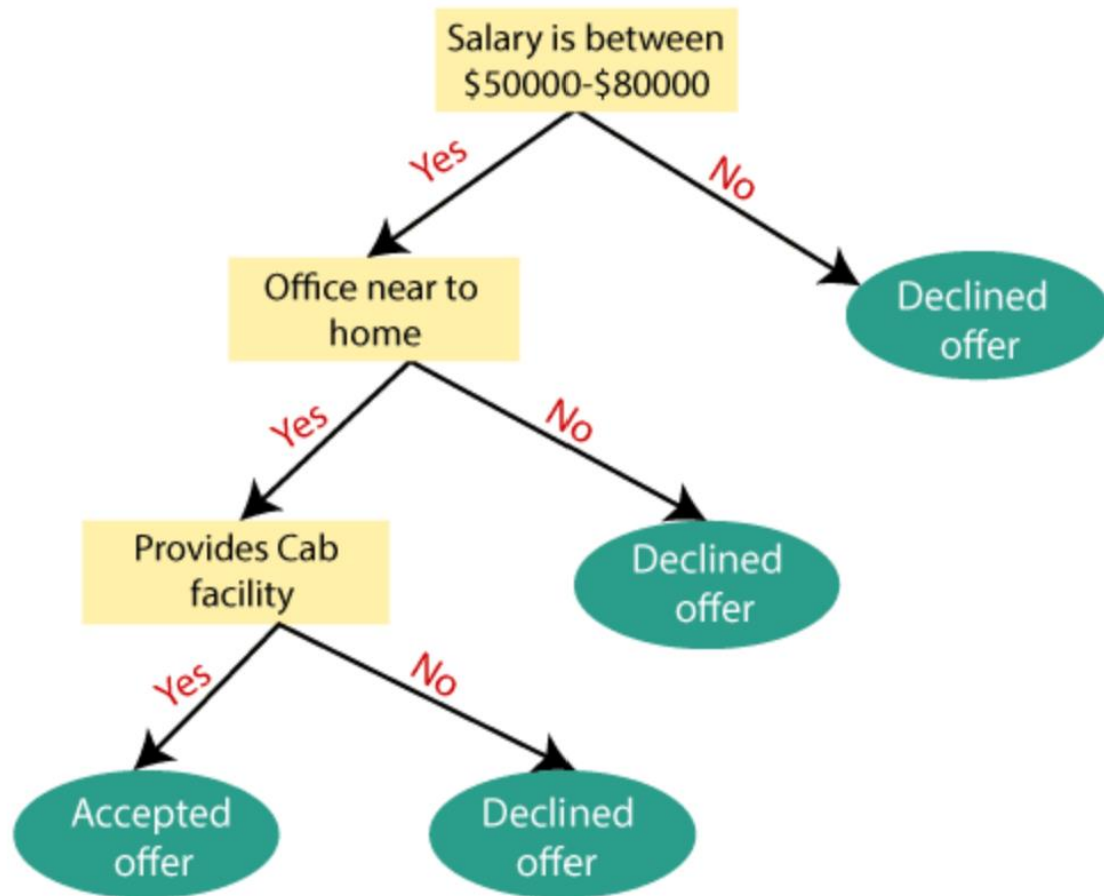 Salary is between
$50000-$80000
Yes
No
Office near to
home
Declined
offer
Yes
No
Provides Cab
facility
Declined
offer
Yes
No
Accepted
offer
Declined
offer